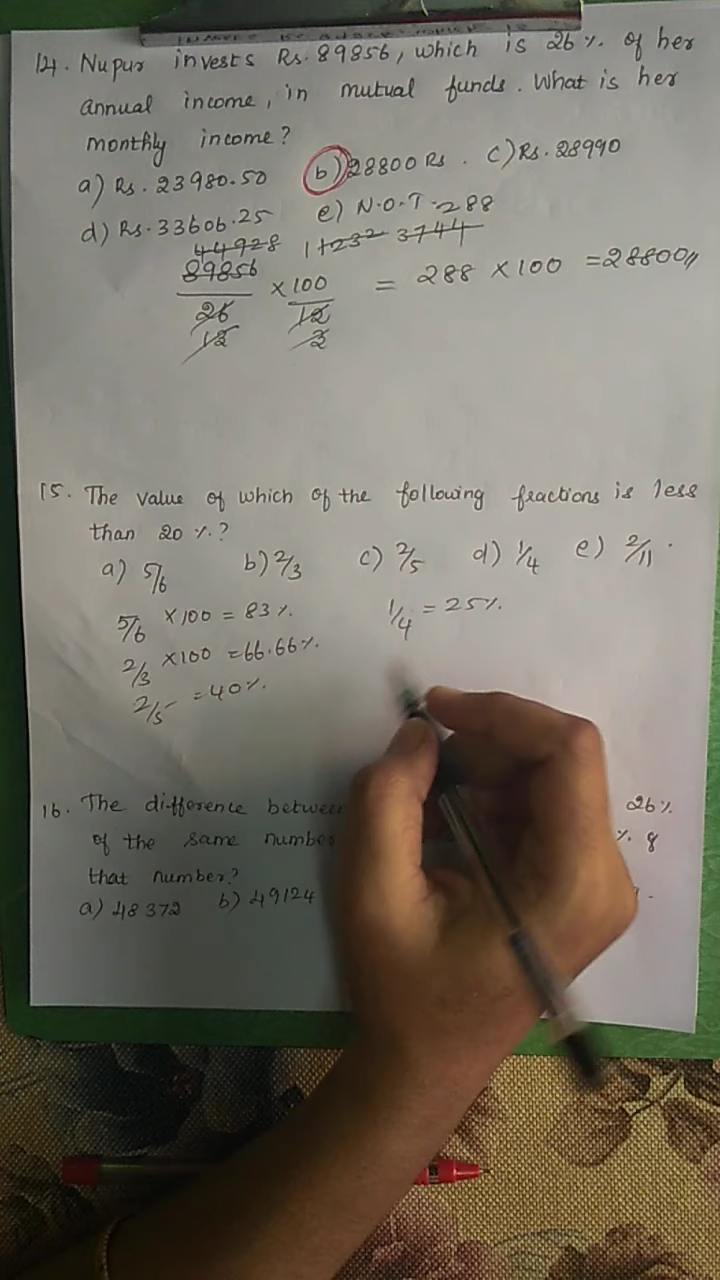 14. Nupur invests Rs. 89856, which is 26 %. of her
annual income, in mutual funds. What is her
monthly income?
a) Rs. 23980.50 b) 28800 Rs. c) Rs. 28990
d) Rs. 33606.25 e) N.O.T 288
44928 3744
89856 × 100 = 288 × 100 = 28800//
26 12
2
15. The value of which of the following fractions is less
than 20 %.?
a) 5/6 b) 2/3 c) 2/5 d) 1/4 e) 2/11.
5/6 × 100 = 83 %. 1/4 = 25%.
2/3 × 100 = 66.66%.
2/5 = 40%.
16. The difference between 26%.
of the same number %. of
that number?
a) 48372 b) 49124